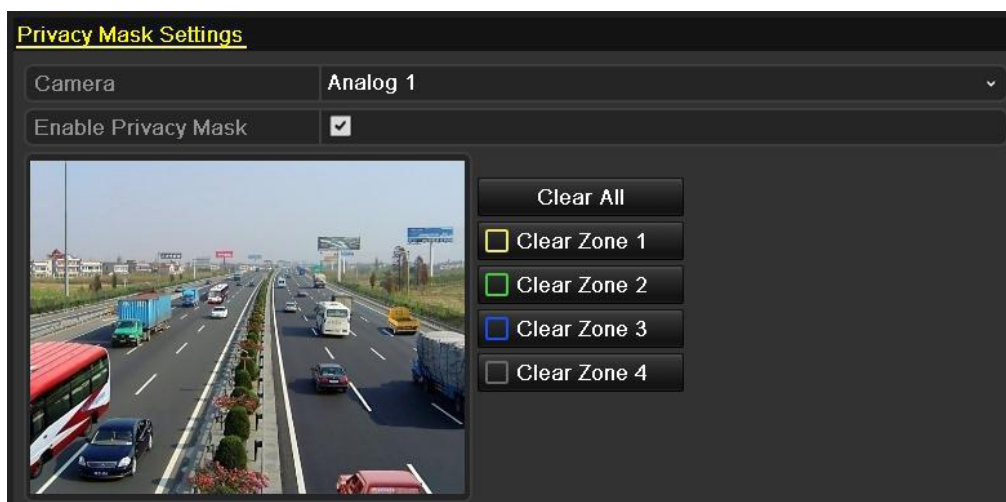 Privacy Mask Settings
Camera
Analog 1
Enable Privacy Mask
Clear All
Clear Zone 1
Clear Zone 2
Clear Zone 3
Clear Zone 4